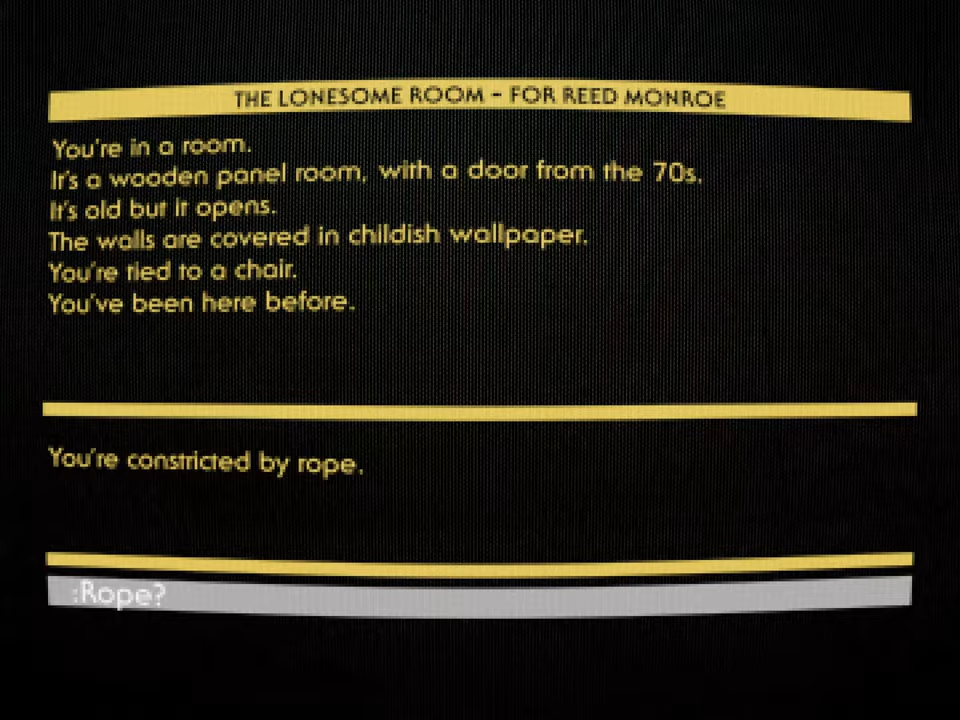 THE LONESOME ROOM - FOR REED MONROE
You're in a room.
It's a wooden panel room, with a door from the 70s.
It's old but it opens.
The walls are covered in childish wallpaper.
You're tied to a chair.
You've been here before.
You're constricted by rope.
:Rope?